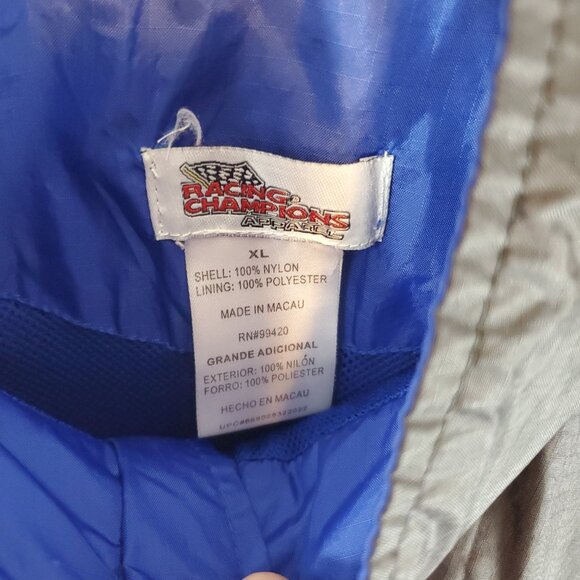 RACING
CHAMPIONS
APPAREL
XL
SHELL: 100% NYLON
LINING: 100% POLYESTER
MADE IN MACAU
RN#99420
GRANDE ADICIONAL
EXTERIOR: 100% NILÓN
FORRO: 100% POLIESTER
HECHO EN MACAU